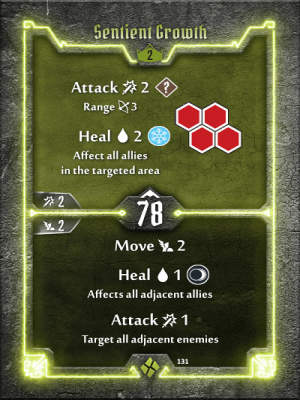 Sentient Growth
2
Attack 2 ?
Range 3
Heal 2
Affect all allies
in the targeted area
2
78
2
Move 2
Heal 1
Affects all adjacent allies
Attack 1
Target all adjacent enemies
131